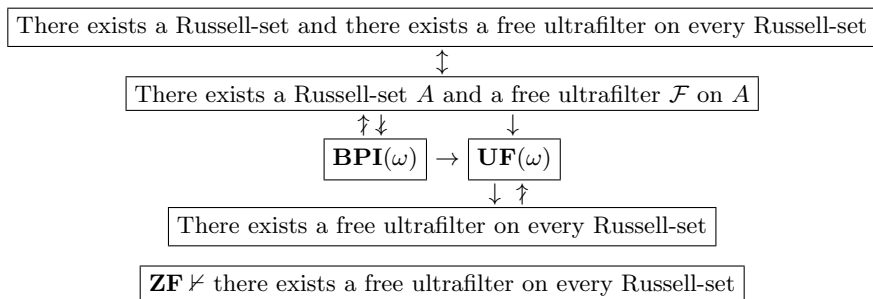 There exists a Russell-set and there exists a free ultrafilter on every Russell-set
↕
There exists a Russell-set A and a free ultrafilter ℱ on A
↑̸ ↓̸ ↓
BPI(ω) → UF(ω)
↓ ↑̸
There exists a free ultrafilter on every Russell-set
ZF ⊬ there exists a free ultrafilter on every Russell-set